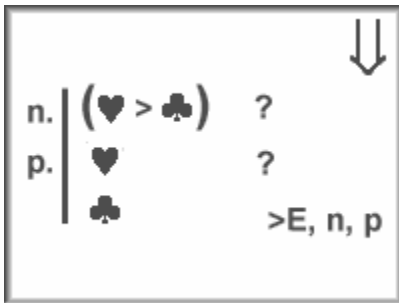 ⇓
n. (♥ > ♣) ?
p. ♥ ?
♣ >E, n, p